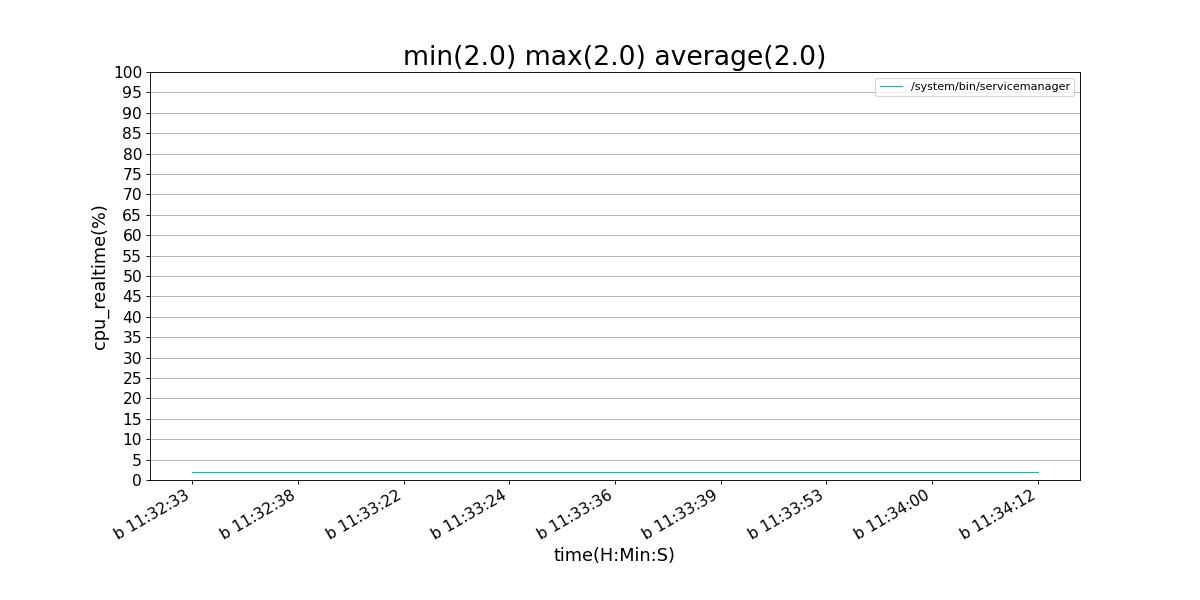 min(2.0) max(2.0) average(2.0)
/system/bin/servicemanager
cpu_realtime(%)
100
95
90
85
80
75
70
65
60
55
50
45
40
35
30
25
20
15
10
5
0
b 11:32:33
b 11:32:38
b 11:33:22
b 11:33:24
b 11:33:36
b 11:33:39
b 11:33:53
b 11:34:00
b 11:34:12
time(H:Min:S)